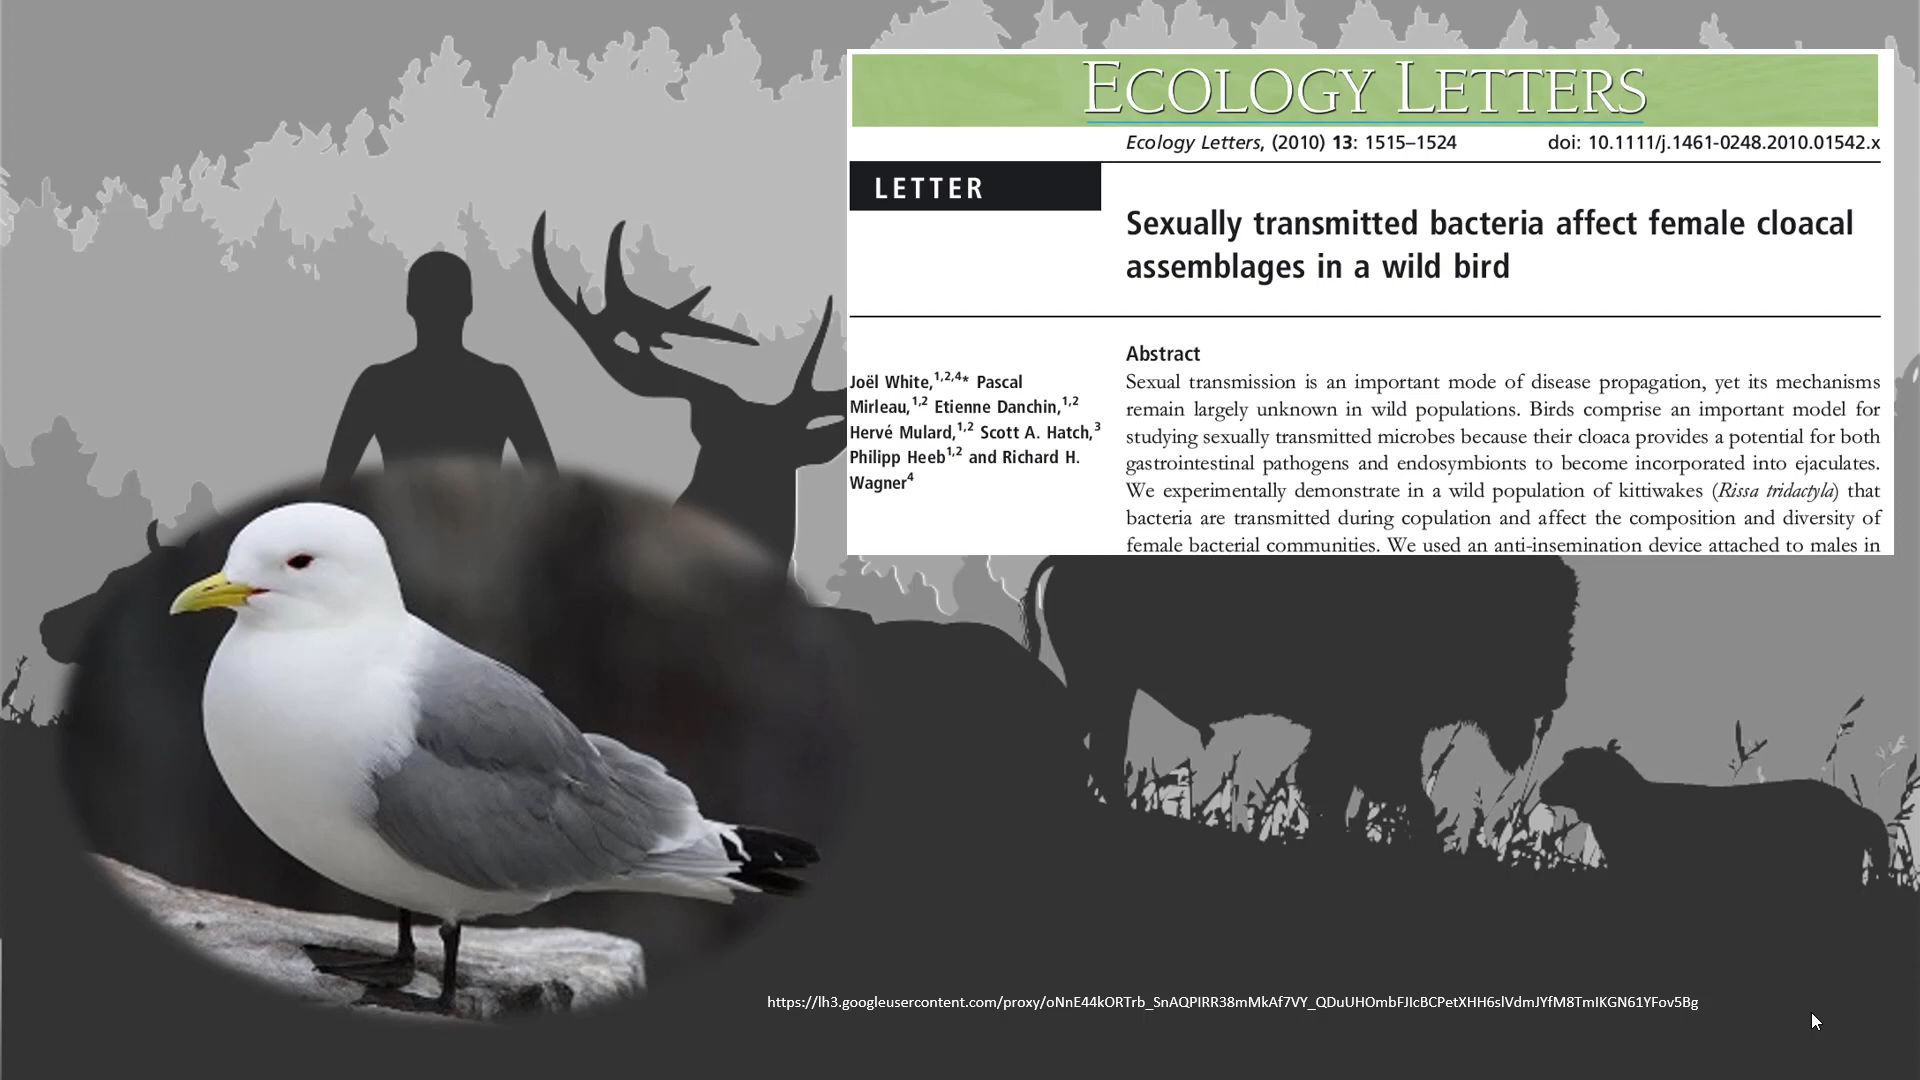 ECOLOGY LETTERS
Ecology Letters, (2010) 13: 1515–1524 doi: 10.1111/j.1461-0248.2010.01542.x
LETTER
Sexually transmitted bacteria affect female cloacal
assemblages in a wild bird
Joël White,1,2,4* Pascal
Mirleau,1,2 Etienne Danchin,1,2
Hervé Mulard,1,2 Scott A. Hatch,3
Philipp Heeb1,2 and Richard H.
Wagner4
Abstract
Sexual transmission is an important mode of disease propagation, yet its mechanisms
remain largely unknown in wild populations. Birds comprise an important model for
studying sexually transmitted microbes because their cloaca provides a potential for both
gastrointestinal pathogens and endosymbionts to become incorporated into ejaculates.
We experimentally demonstrate in a wild population of kittiwakes (Rissa tridactyla) that
bacteria are transmitted during copulation and affect the composition and diversity of
female bacterial communities. We used an anti-insemination device attached to males in
https://lh3.googleusercontent.com/proxy/oNnE44kORTrb_SnAQPIRR38mMkAf7VY_QDuUHOmbFJIcBCPetXHH6slVdmJYfM8TmIKGN61YFov5Bg